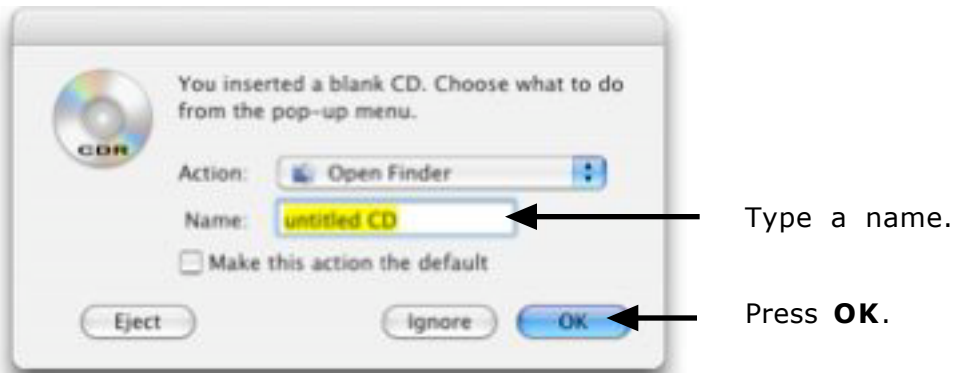 You inserted a blank CD. Choose what to do
from the pop-up menu.
CDR
Action: Open Finder
Name: untitled CD
Type a name.
Make this action the default
Eject Ignore OK
Press OK.